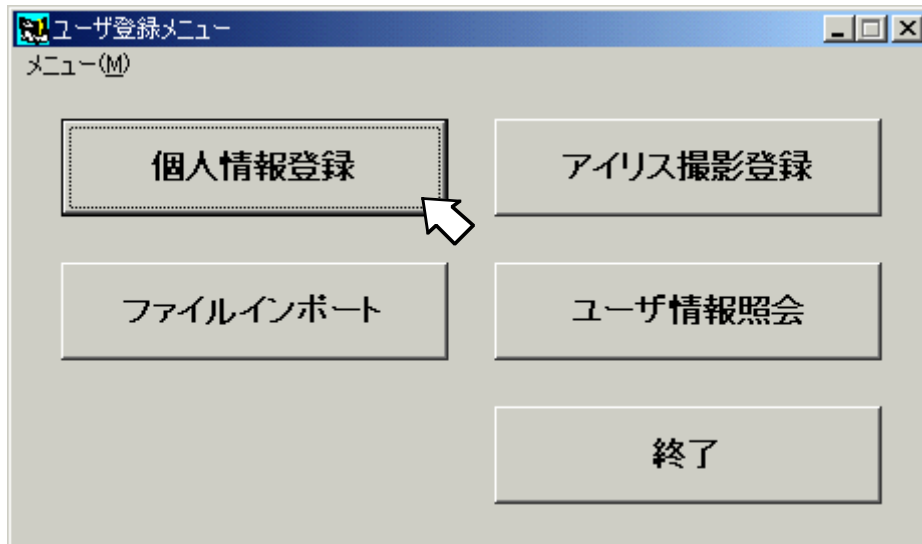 ユーザ登録メニュー
メニュー(M)
個人情報登録
アイリス撮影登録
ファイルインポート
ユーザ情報照会
終了